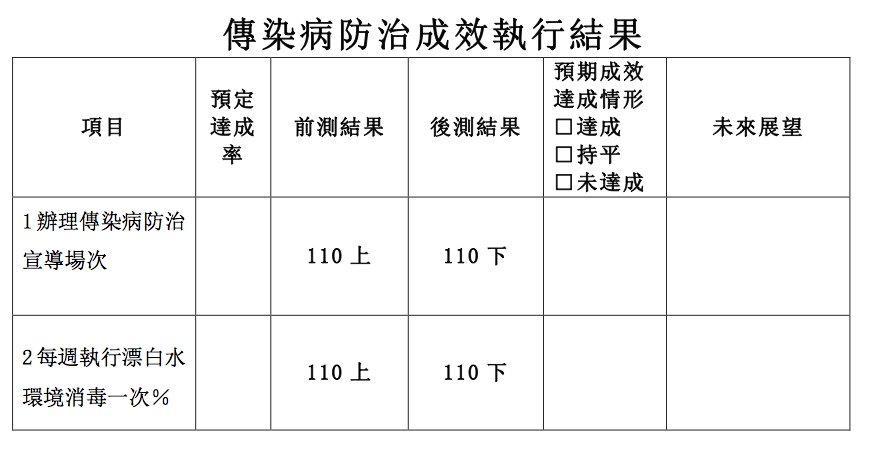 傳染病防治成效執行結果
項目
預定
達成
率
前測結果
後測結果
預期成效
達成情形
□達成
□持平
□未達成
未來展望
1辦理傳染病防治
宣導場次
110上
110下
2每週執行漂白水
環境消毒一次%
110上
110下